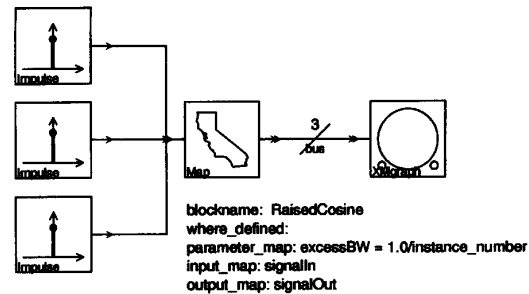 Impulse
Impulse
Impulse
Map
3
bus
XMgraph
blockname: RaisedCosine
where_defined:
parameter_map: excessBW = 1.0/instance_number
input_map: signalIn
output_map: signalOut